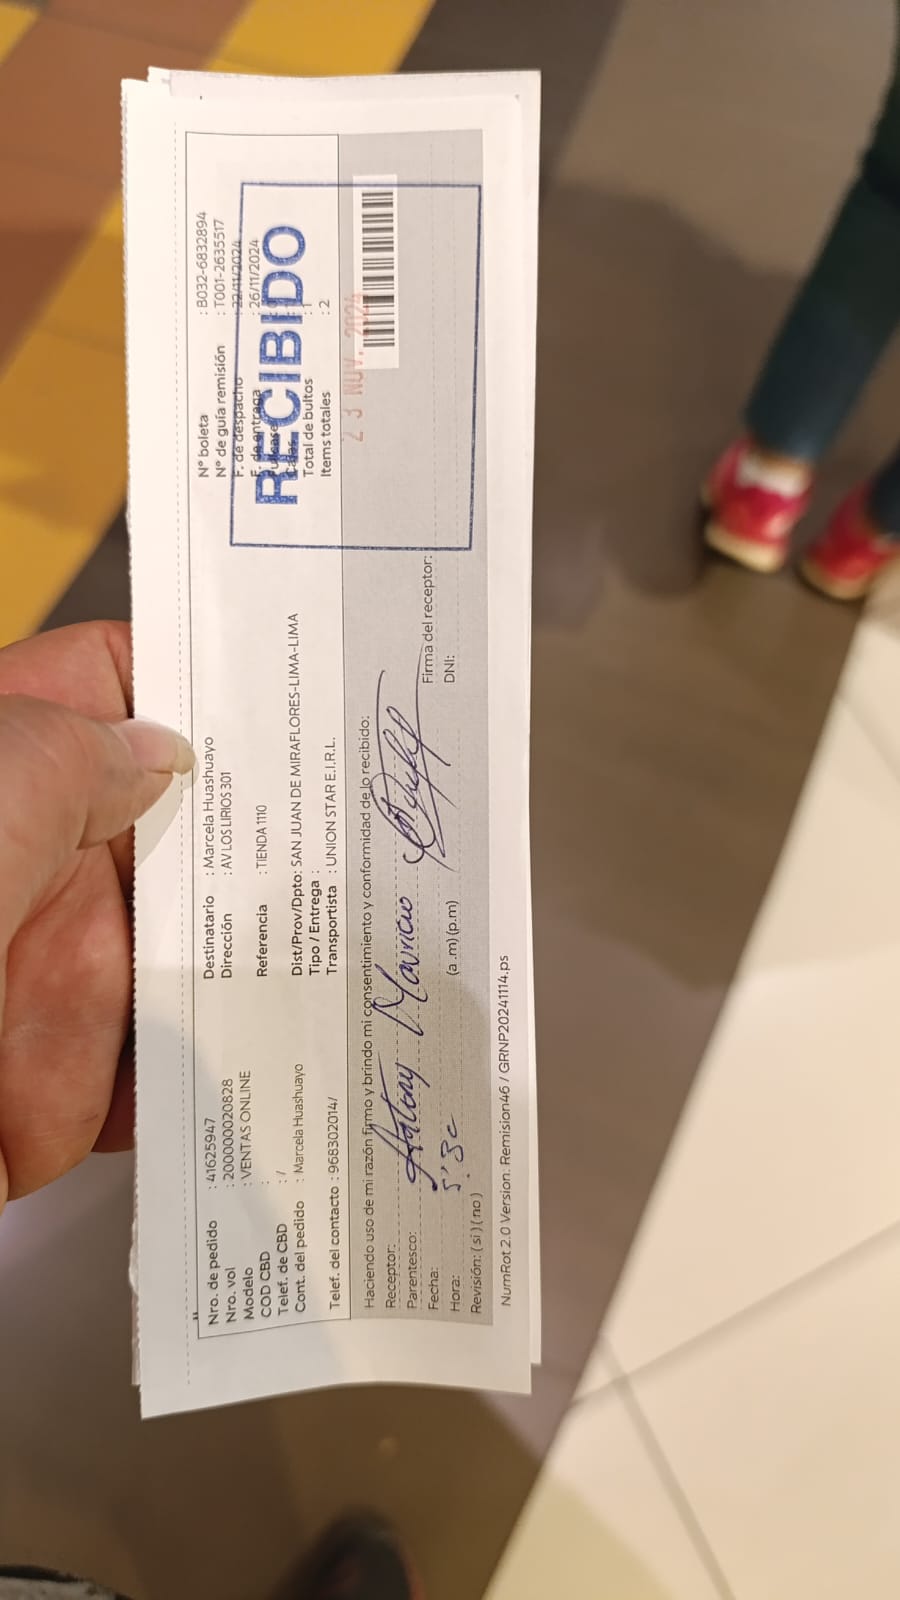 Nro. de pedido : 41625947
Nro. vol : 200000020828
Modelo : VENTAS ONLINE
COD CBD :
Telef. de CBD : /
Cont. del pedido : Marcela Huashuayo
Telef. del contacto : 968302014/
Destinatario : Marcela Huashuayo
Dirección : AV LOS LIRIOS 301
Referencia : TIENDA 1110
Dist/Prov/Dpto: SAN JUAN DE MIRAFLORES-LIMA-LIMA
Tipo / Entrega :
Transportista : UNION STAR E.I.R.L.
N° boleta : B032-6832894
N° de guía remisión : T001-2635517
F. de despacho : 22/11/2024
F. de entrega : 26/11/2024
Total de bultos : 1
Items totales : 2
RECIBIDO
23 NOV. 2024
Haciendo uso de mi razón firmo y brindo mi consentimiento y conformidad de lo recibido:
Receptor: Antony Mauricio
Parentesco:
Fecha:
Hora: (a .m) (p.m)
Revisión: ( si ) ( no )
Firma del receptor:
DNI:
NumRot 2.0 Version: Remision46 / GRNP20241114.ps